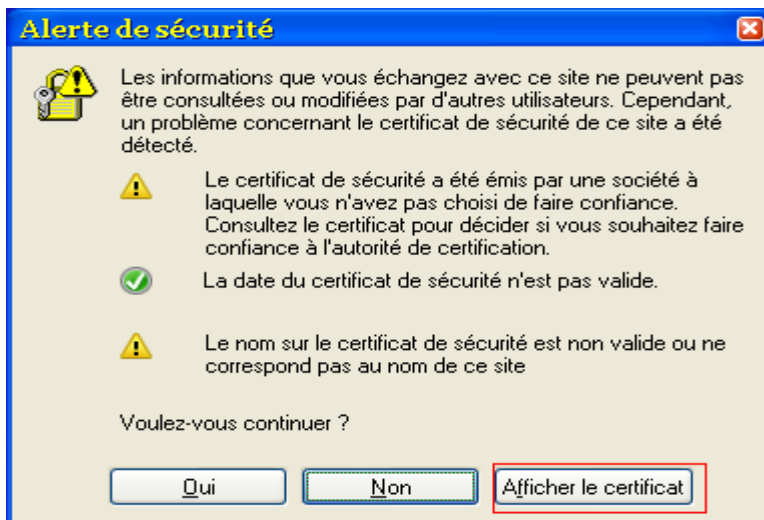 Alerte de sécurité
Les informations que vous échangez avec ce site ne peuvent pas
être consultées ou modifiées par d'autres utilisateurs. Cependant,
un problème concernant le certificat de sécurité de ce site a été
détecté.
Le certificat de sécurité a été émis par une société à
laquelle vous n'avez pas choisi de faire confiance.
Consultez le certificat pour décider si vous souhaitez faire
confiance à l'autorité de certification.
La date du certificat de sécurité n'est pas valide.
Le nom sur le certificat de sécurité est non valide ou ne
correspond pas au nom de ce site
Voulez-vous continuer ?
Oui Non Afficher le certificat